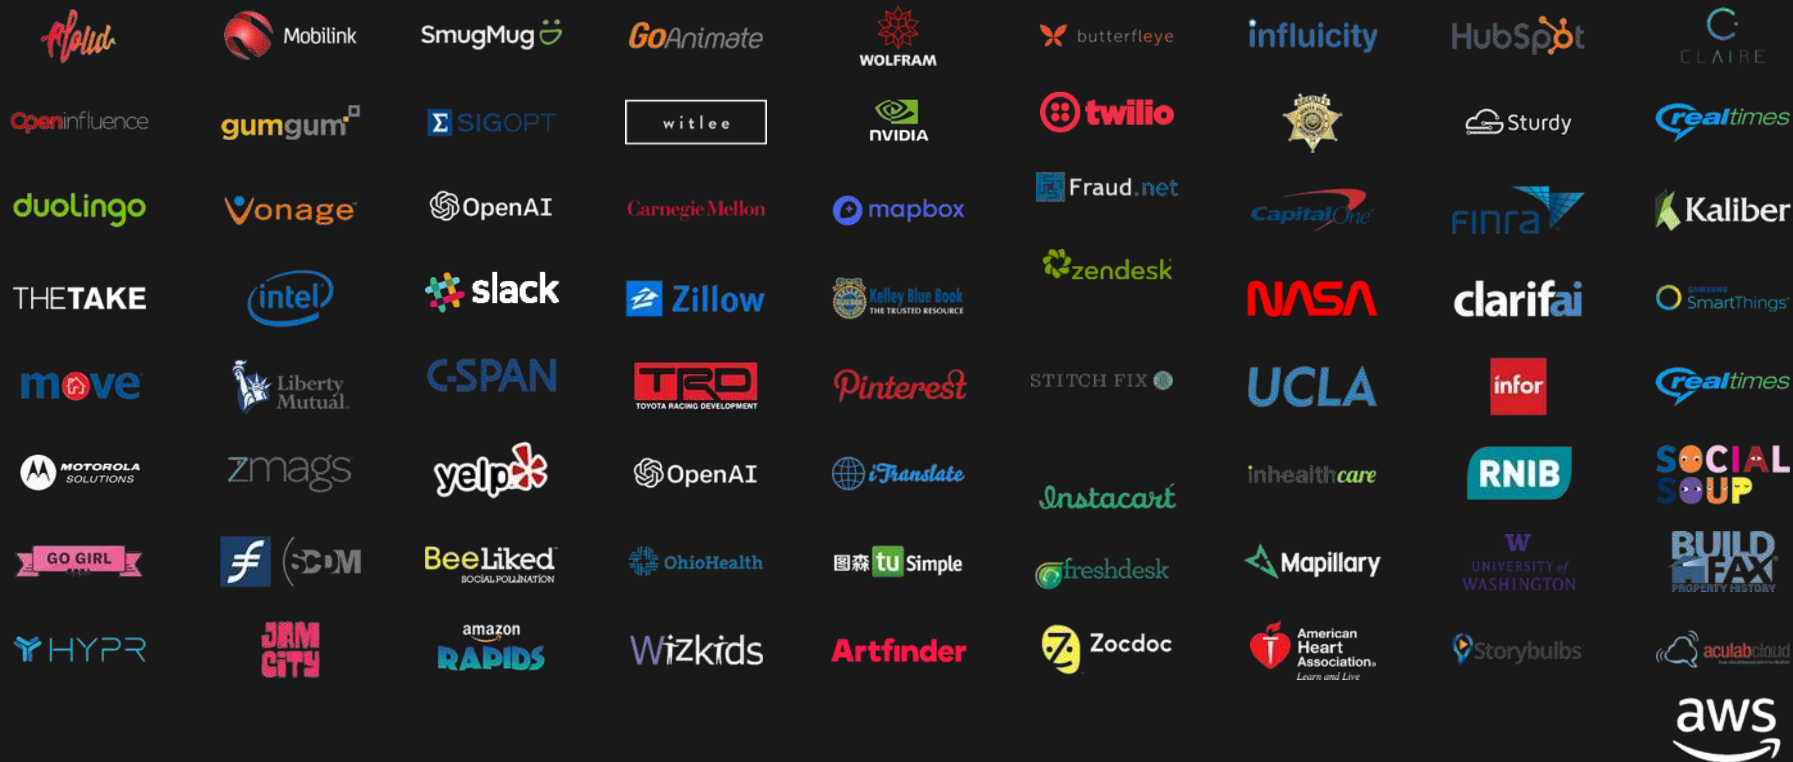 Mobilink
SmugMug
GoAnimate
WOLFRAM
butterfleye
influicity
HubSpot
CLAIRE
Openinfluence
gumgum
SIGOPT
witlee
NVIDIA
twilio
Sturdy
realtimes
duolingo
Vonage
OpenAI
Carnegie Mellon
mapbox
Fraud.net
Capital One
FINRA
Kaliber
THETAKE
intel
slack
Zillow
Kelley Blue Book
THE TRUSTED RESOURCE
zendesk
NASA
clarifai
SAMSUNG
SmartThings
move
Liberty
Mutual.
C-SPAN
TRD
TOYOTA RACING DEVELOPMENT
Pinterest
STITCH FIX
UCLA
infor
realtimes
MOTOROLA
SOLUTIONS
zmags
yelp
OpenAI
iTranslate
Instacart
inhealthcare
RNIB
SOCIAL
SOUP
GO GIRL
SCDM
BeeLiked
SOCIAL POLLINATION
OhioHealth
图森 tu Simple
freshdesk
Mapillary
W
UNIVERSITY of
WASHINGTON
BUILD
FAX
PROPERTY HISTORY
HYPR
JAM
CITY
amazon
RAPIDS
Wizkids
Artfinder
Zocdoc
American
Heart
Association®
Learn and Live
Storybulbs
aculabcloud
aws